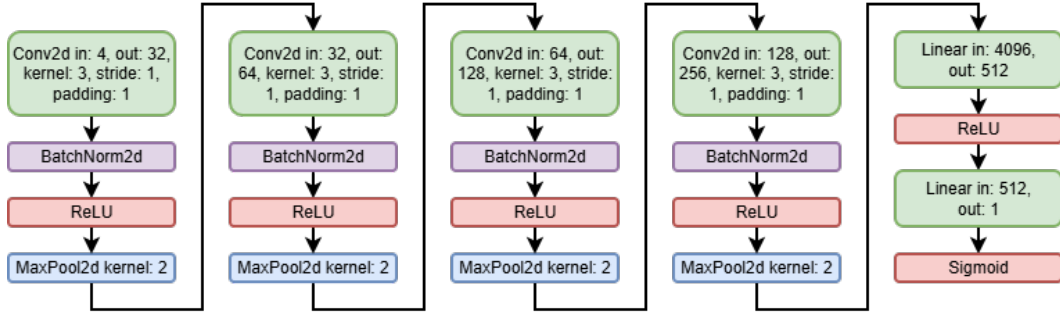 Conv2d in: 4, out: 32,
kernel: 3, stride: 1,
padding: 1
BatchNorm2d
ReLU
MaxPool2d kernel: 2
Conv2d in: 32, out:
64, kernel: 3, stride:
1, padding: 1
BatchNorm2d
ReLU
MaxPool2d kernel: 2
Conv2d in: 64, out:
128, kernel: 3, stride:
1, padding: 1
BatchNorm2d
ReLU
MaxPool2d kernel: 2
Conv2d in: 128, out:
256, kernel: 3, stride:
1, padding: 1
BatchNorm2d
ReLU
MaxPool2d kernel: 2
Linear in: 4096,
out: 512
ReLU
Linear in: 512,
out: 1
Sigmoid